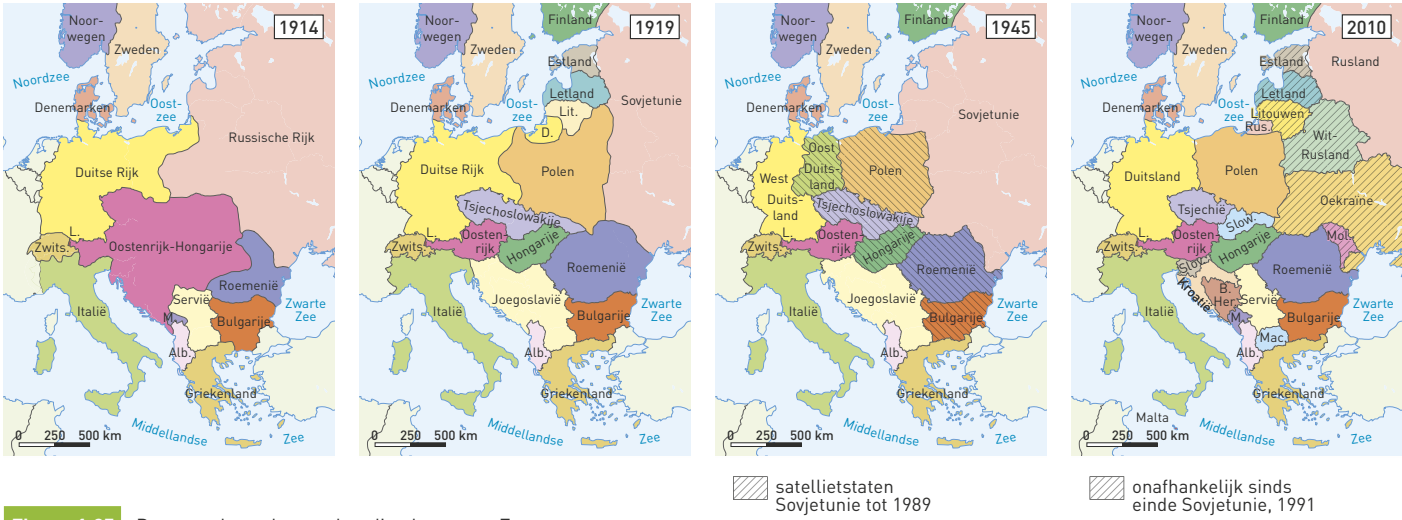 1914
Noor-
wegen
Zweden
Noordzee
Denemarken
Oost-
zee
Russische Rijk
Duitse Rijk
L.
Zwits.
Oostenrijk-Hongarije
Roemenië
Servië
Italië
M.
Bulgarije
Zwarte
Zee
Alb.
Griekenland
Middellandse Zee
0 250 500 km
1919
Noor-
wegen
Finland
Zweden
Noordzee
Estland
Letland
Denemarken
Oost-
zee
Lit.
Sovjetunie
D.
Duitse Rijk
Polen
Tsjechoslowakije
L.
Zwits.
Oosten-
rijk
Hongarije
Roemenië
Joegoslavië
Italië
Bulgarije
Zwarte
Zee
Alb.
Griekenland
Middellandse Zee
0 250 500 km
1945
Noor-
wegen
Finland
Zweden
Noordzee
Denemarken
Oost-
zee
Sovjetunie
Oost
Duits-
land
West
Duits-
land
Polen
Tsjechoslowakije
L.
Zwits.
Oosten-
rijk
Hongarije
Roemenië
Joegoslavië
Italië
Bulgarije
Zwarte
Zee
Alb.
Griekenland
Middellandse Zee
0 250 500 km
satellietstaten
Sovjetunie tot 1989
2010
Noor-
wegen
Finland
Zweden
Noordzee
Estland
Rusland
Letland
Denemarken
Oost-
zee
Litouwen
Rus.
Wit-
Rusland
Duitsland
Polen
Oekraïne
Tsjechië
Slow.
L.
Zwits.
Oosten-
rijk
Hongarije
Mol.
Slov.
Kroatië
Roemenië
B.
Her.
Servië
Italië
M.
Bulgarije
Zwarte
Zee
Mac.
Alb.
Griekenland
Malta
Middellandse Zee
0 250 500 km
onafhankelijk sinds
einde Sovjetunie, 1991